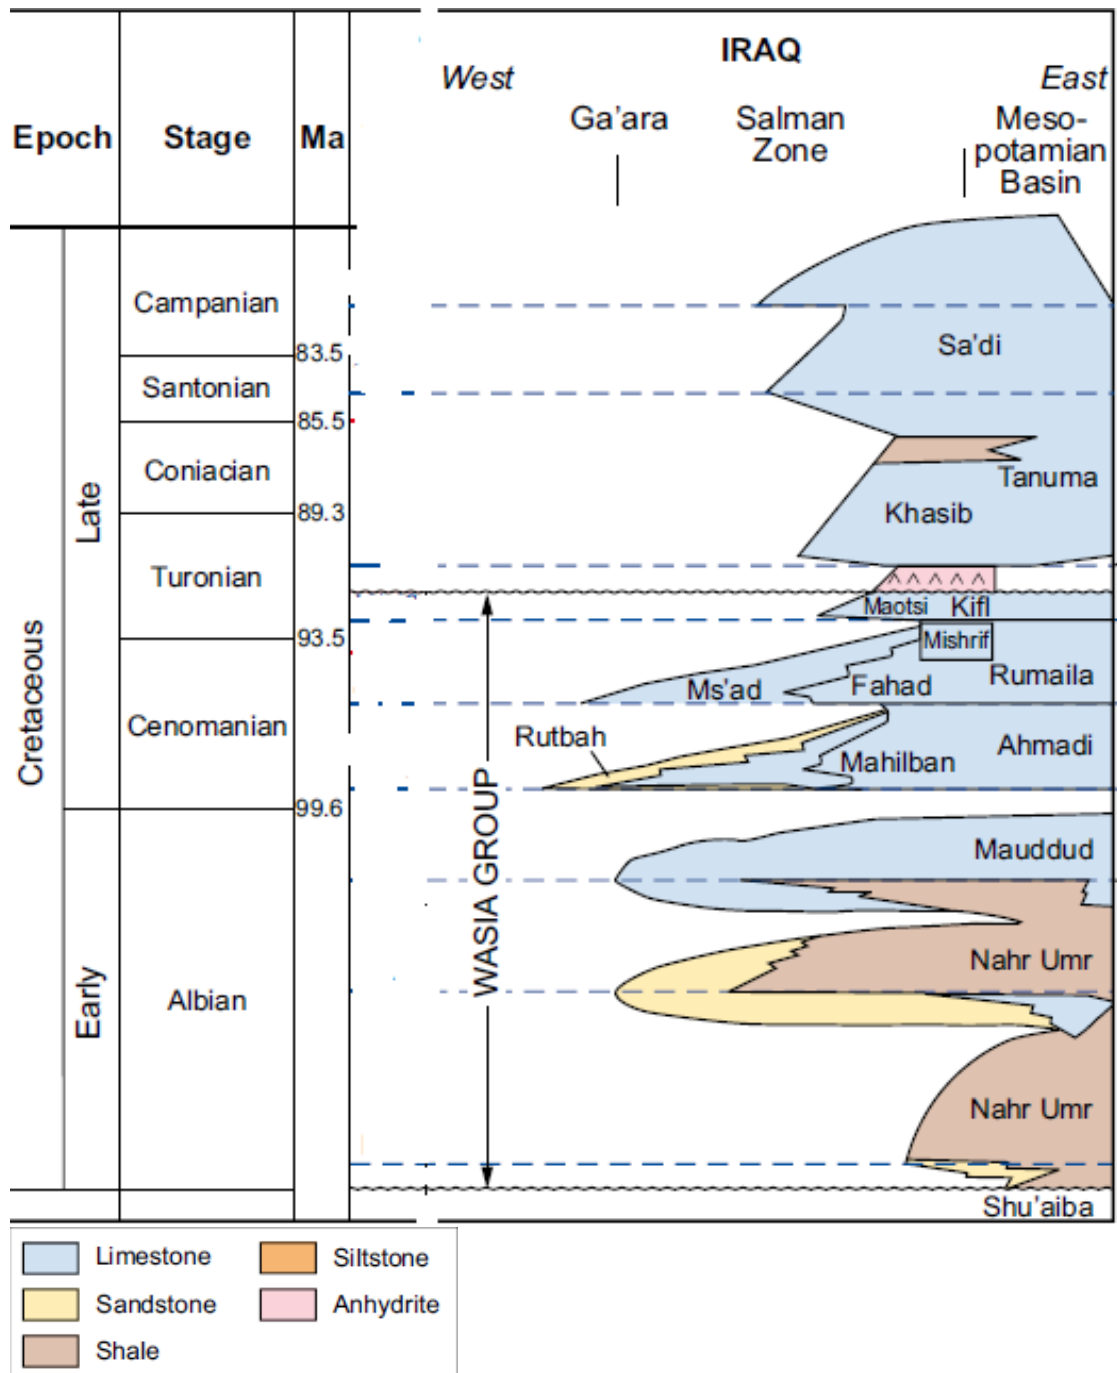 IRAQ
West
East
Ga'ara
Salman
Zone
Meso-
potamian
Basin
Epoch
Stage
Ma
Cretaceous
Late
Early
Campanian
83.5
Santonian
85.5
Coniacian
89.3
Turonian
93.5
Cenomanian
99.6
Albian
Sa'di
Tanuma
Khasib
^ ^ ^ ^ ^
Maotsi
Kifl
Mishrif
Rumaila
Ms'ad
Fahad
Rutbah
Ahmadi
Mahilban
WASIA GROUP
Mauddud
Nahr Umr
Nahr Umr
Shu'aiba
Limestone
Siltstone
Sandstone
Anhydrite
Shale